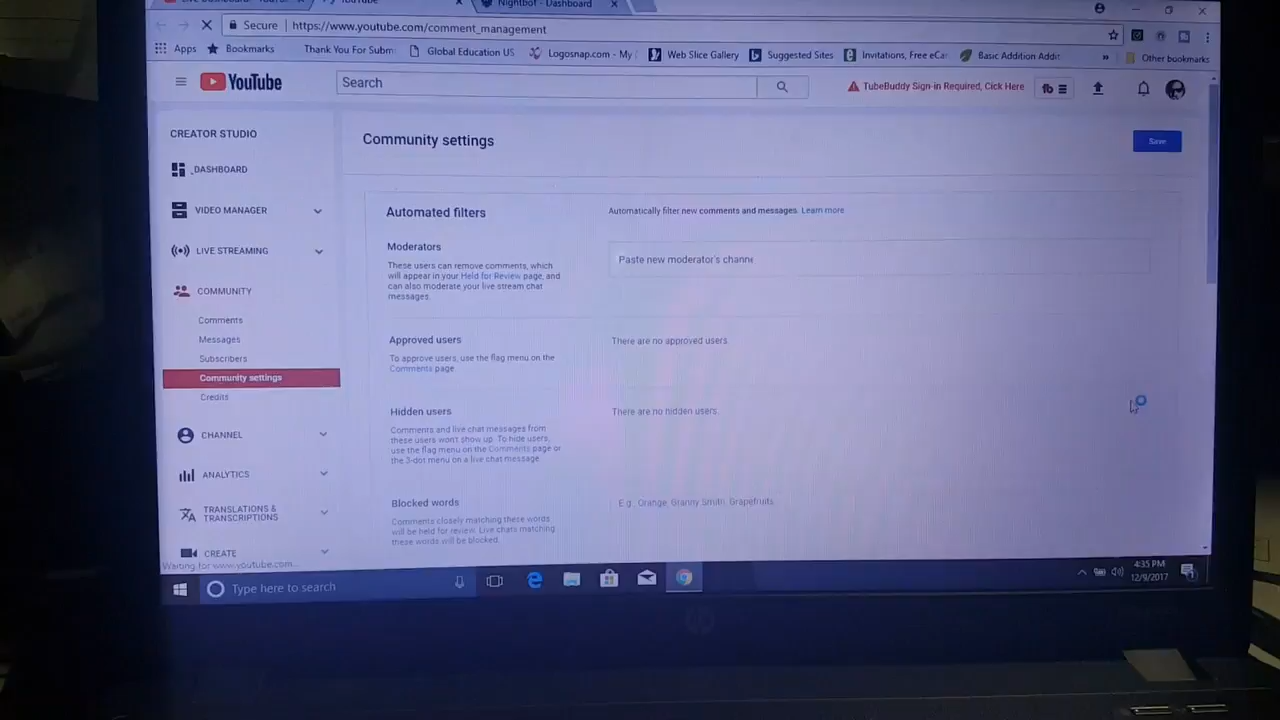 Nightbot - Dashboard
Secure
https://www.youtube.com/comment_management
Apps
Bookmarks
Thank You For Subm
Global Education US
Logosnap.com - My
Web Slice Gallery
Suggested Sites
Invitations, Free eCar
Basic Addition Addit
»
Other bookmarks
YouTube
Search
TubeBuddy Sign-in Required, Click Here
tb
CREATOR STUDIO
Community settings
Save
DASHBOARD
VIDEO MANAGER
LIVE STREAMING
COMMUNITY
Comments
Messages
Subscribers
Community settings
Credits
CHANNEL
ANALYTICS
TRANSLATIONS &
TRANSCRIPTIONS
CREATE
Automated filters
Automatically filter new comments and messages. Learn more
Moderators
These users can remove comments, which
will appear in your Held for Review page, and
can also moderate your live stream chat
messages.
Paste new moderator's channe
Approved users
To approve users, use the flag menu on the
Comments page.
There are no approved users.
Hidden users
Comments and live chat messages from
these users won't show up. To hide users,
use the flag menu on the Comments page or
the 3-dot menu on a live chat message.
There are no hidden users.
Blocked words
Comments closely matching these words
will be held for review. Live chats matching
these words will be blocked.
E.g. Orange, Granny Smith, Grapefruits
Waiting for www.youtube.com...
Type here to search
4:35 PM
12/9/2017
hp